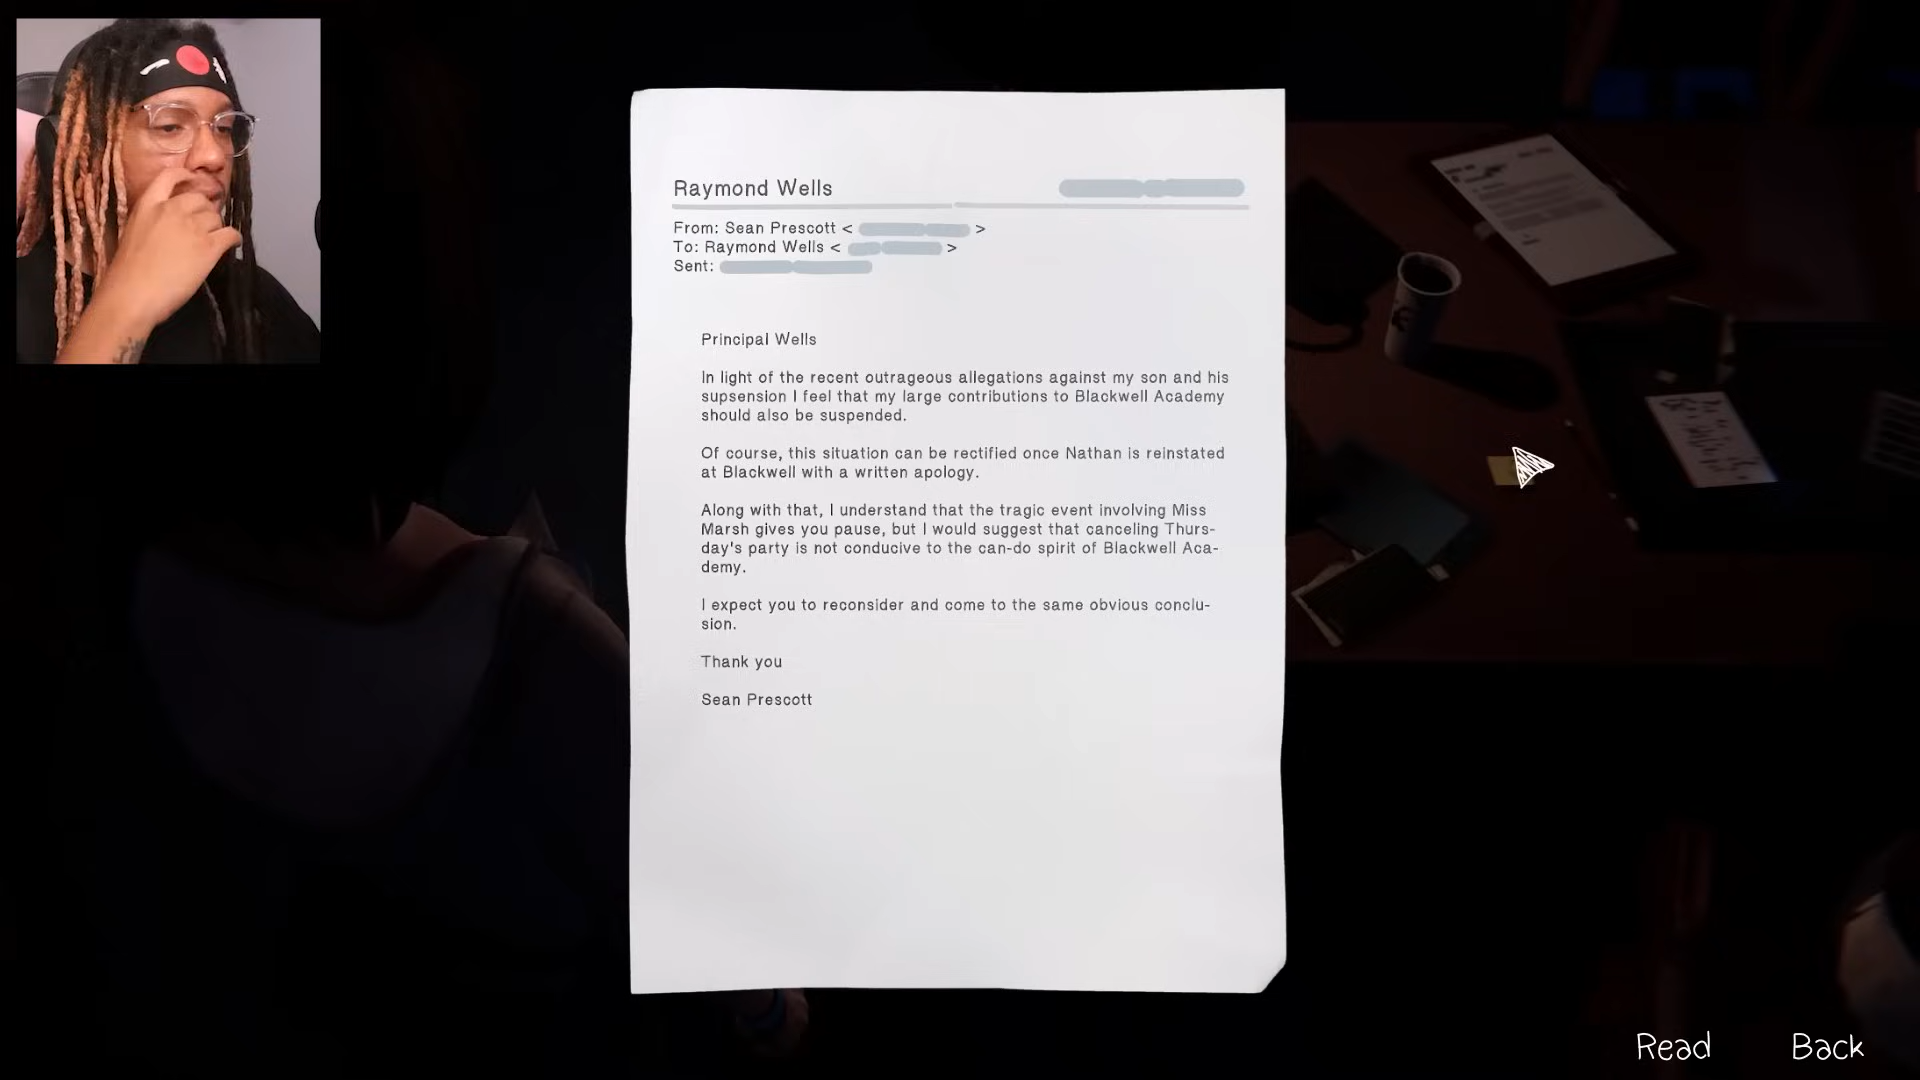 Raymond Wells
From: Sean Prescott < >
To: Raymond Wells < >
Sent:
Principal Wells
In light of the recent outrageous allegations against my son and his
supsension I feel that my large contributions to Blackwell Academy
should also be suspended.
Of course, this situation can be rectified once Nathan is reinstated
at Blackwell with a written apology.
Along with that, I understand that the tragic event involving Miss
Marsh gives you pause, but I would suggest that canceling Thurs-
day's party is not conducive to the can-do spirit of Blackwell Aca-
demy.
I expect you to reconsider and come to the same obvious conclu-
sion.
Thank you
Sean Prescott
Read
Back